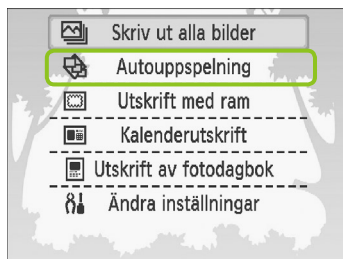 Skriv ut alla bilder
Autouppspelning
Utskrift med ram
Kalenderutskrift
Utskrift av fotodagbok
Ändra inställningar